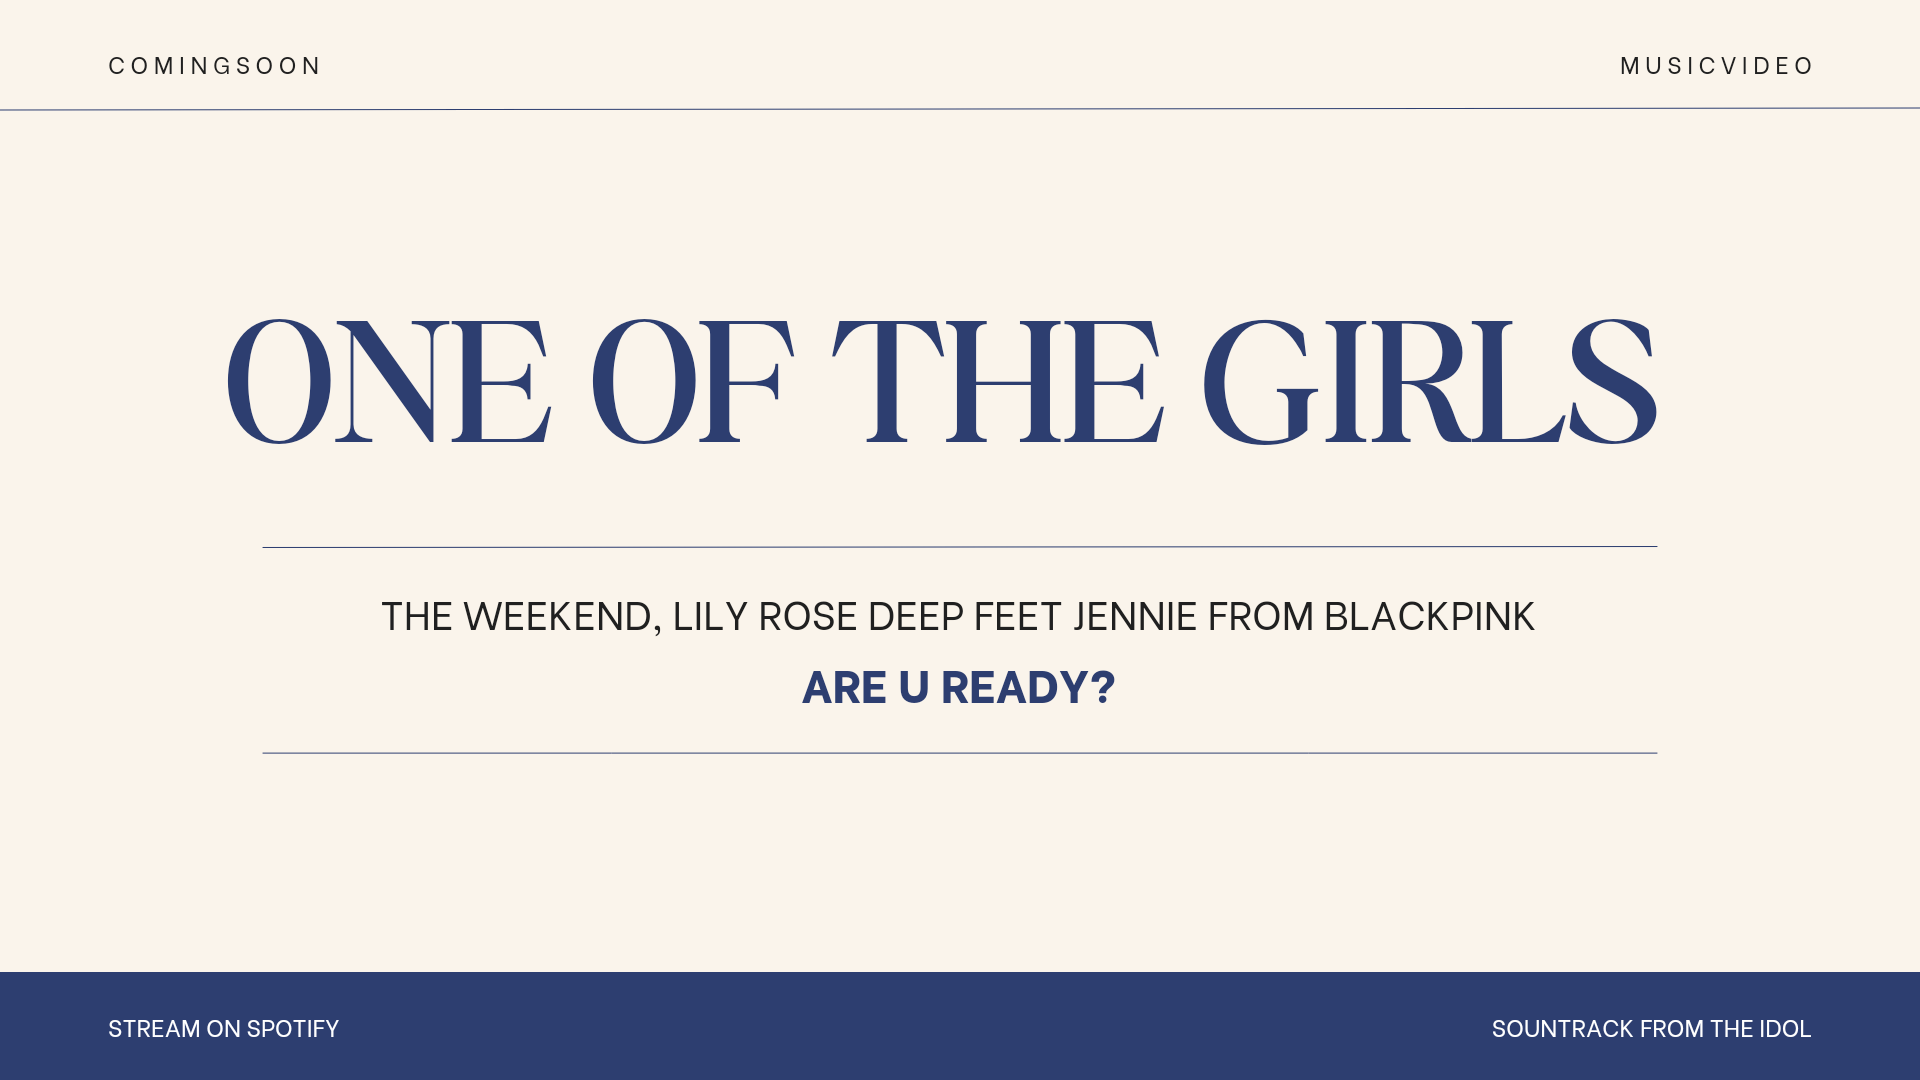 COMINGSOON
MUSICVIDEO
ONE OF THE GIRLS
THE WEEKEND, LILY ROSE DEEP FEET JENNIE FROM BLACKPINK
ARE U READY?
STREAM ON SPOTIFY
SOUNTRACK FROM THE IDOL